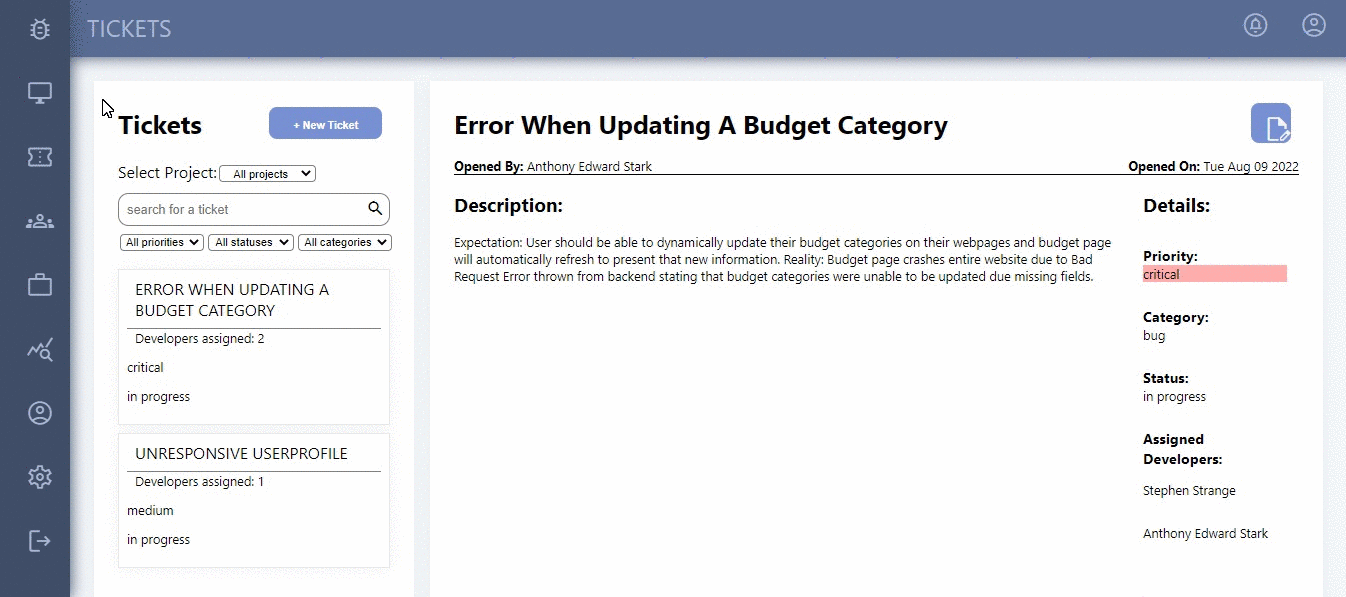 TICKETS
Tickets
+ New Ticket
Select Project: All projects
search for a ticket
All priorities All statuses All categories
ERROR WHEN UPDATING A
BUDGET CATEGORY
Developers assigned: 2
critical
in progress
UNRESPONSIVE USERPROFILE
Developers assigned: 1
medium
in progress
Error When Updating A Budget Category
Opened By: Anthony Edward Stark
Opened On: Tue Aug 09 2022
Description:
Expectation: User should be able to dynamically update their budget categories on their webpages and budget page
will automatically refresh to present that new information. Reality: Budget page crashes entire website due to Bad
Request Error thrown from backend stating that budget categories were unable to be updated due missing fields.
Details:
Priority:
critical
Category:
bug
Status:
in progress
Assigned
Developers:
Stephen Strange
Anthony Edward Stark